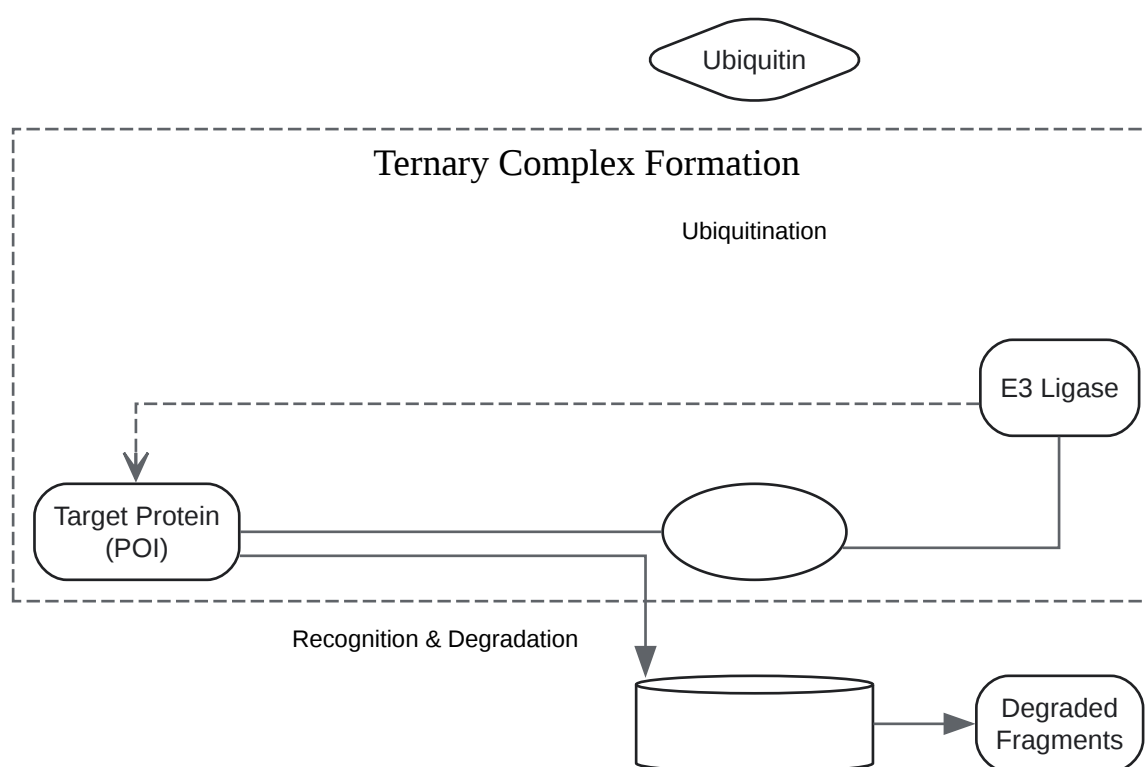 Ubiquitin
Ternary Complex Formation
Ubiquitination
E3 Ligase
Target Protein
(POI)
Recognition & Degradation
Degraded
Fragments